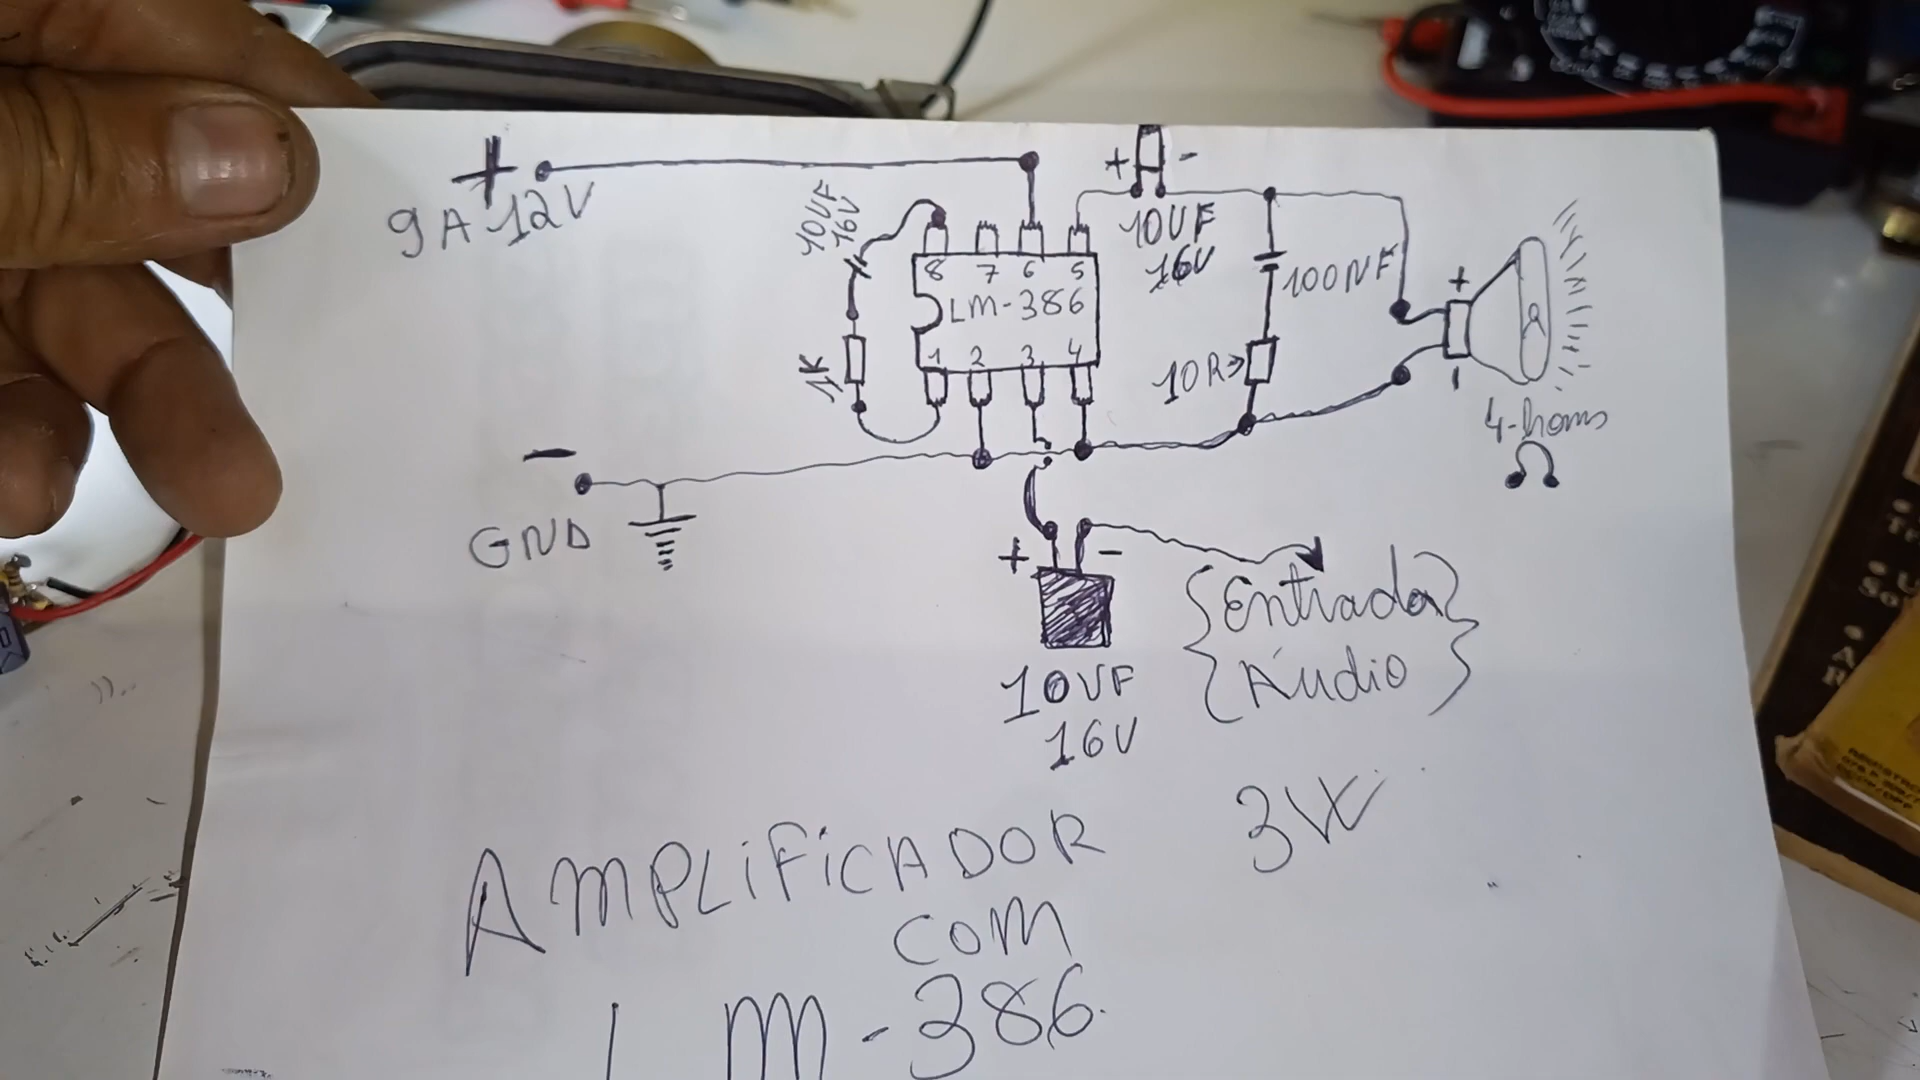 +
9 A 12V
10UF
16V
+ -
10UF
16V
8 7 6 5
LM-386
1 2 3 4
1K
100NF
10R
+
-
4-homs
Ω
-
GND
+ -
10UF
16V
Entrada
Áudio
3W
AMPLiFiCADOR
COM
LM-386